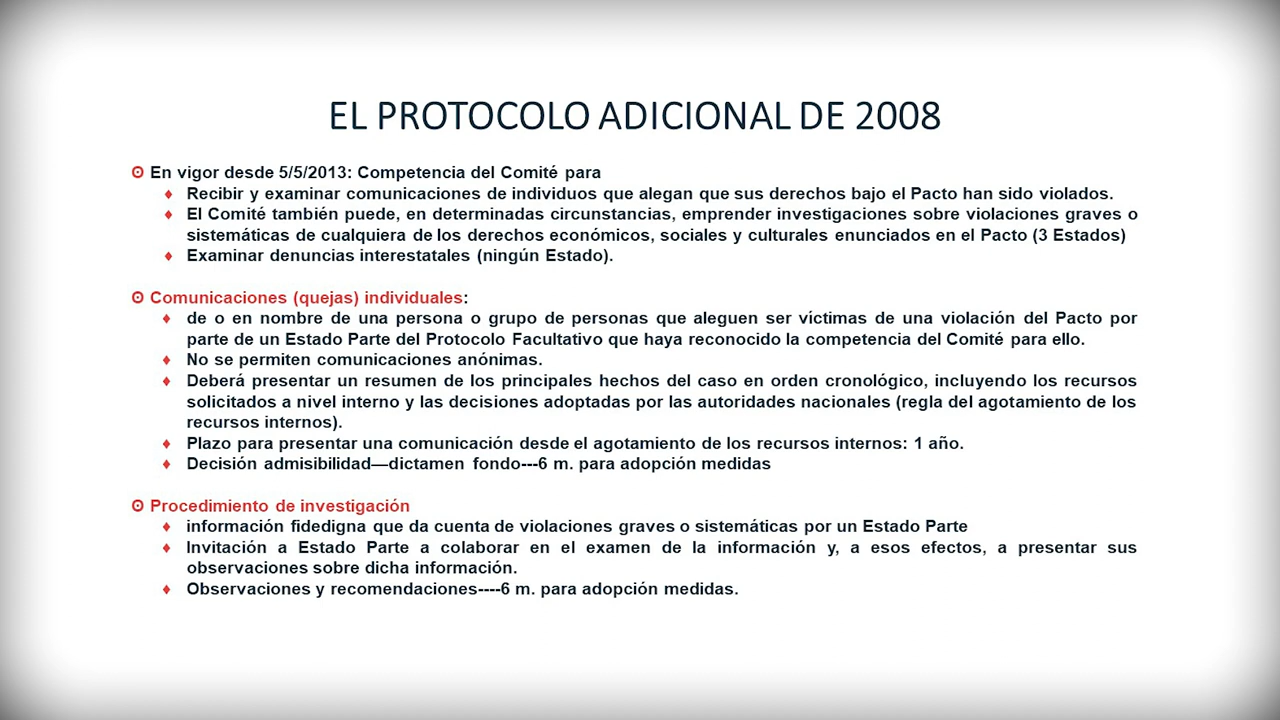 EL PROTOCOLO ADICIONAL DE 2008
En vigor desde 5/5/2013: Competencia del Comité para
Recibir y examinar comunicaciones de individuos que alegan que sus derechos bajo el Pacto han sido violados.
El Comité también puede, en determinadas circunstancias, emprender investigaciones sobre violaciones graves o
sistemáticas de cualquiera de los derechos económicos, sociales y culturales enunciados en el Pacto (3 Estados)
Examinar denuncias interestatales (ningún Estado).
Comunicaciones (quejas) individuales:
de o en nombre de una persona o grupo de personas que aleguen ser víctimas de una violación del Pacto por
parte de un Estado Parte del Protocolo Facultativo que haya reconocido la competencia del Comité para ello.
No se permiten comunicaciones anónimas.
Deberá presentar un resumen de los principales hechos del caso en orden cronológico, incluyendo los recursos
solicitados a nivel interno y las decisiones adoptadas por las autoridades nacionales (regla del agotamiento de los
recursos internos).
Plazo para presentar una comunicación desde el agotamiento de los recursos internos: 1 año.
Decisión admisibilidad—dictamen fondo---6 m. para adopción medidas
Procedimiento de investigación
información fidedigna que da cuenta de violaciones graves o sistemáticas por un Estado Parte
Invitación a Estado Parte a colaborar en el examen de la información y, a esos efectos, a presentar sus
observaciones sobre dicha información.
Observaciones y recomendaciones----6 m. para adopción medidas.